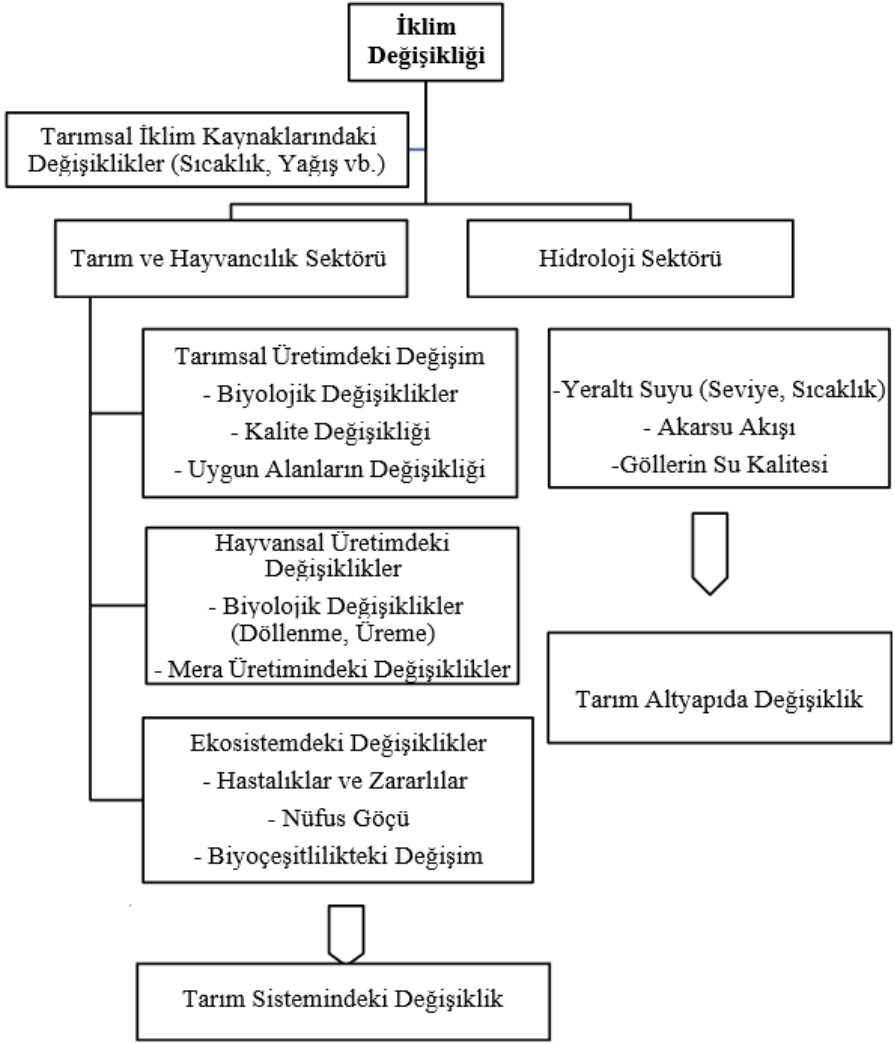 İklim
Değişikliği
Tarımsal İklim Kaynaklarındaki
Değişiklikler (Sıcaklık, Yağış vb.)
Tarım ve Hayvancılık Sektörü
Hidroloji Sektörü
Tarımsal Üretimdeki Değişim
- Biyolojik Değişiklikler
- Kalite Değişikliği
- Uygun Alanların Değişikliği
-Yeraltı Suyu (Seviye, Sıcaklık)
- Akarsu Akışı
-Göllerin Su Kalitesi
Hayvansal Üretimdeki
Değişiklikler
- Biyolojik Değişiklikler
(Döllenme, Üreme)
- Mera Üretimindeki Değişiklikler
Tarım Altyapıda Değişiklik
Ekosistemdeki Değişiklikler
- Hastalıklar ve Zararlılar
- Nüfus Göçü
- Biyoçeşitlilikteki Değişim
Tarım Sistemindeki Değişiklik